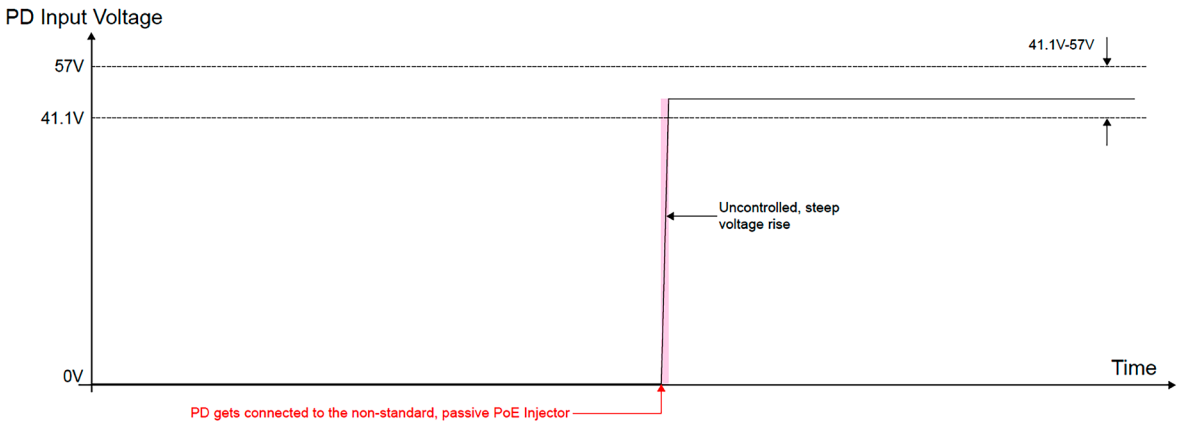 PD Input Voltage
41.1V-57V
57V
41.1V
Uncontrolled, steep
voltage rise
0V
Time
PD gets connected to the non-standard, passive PoE Injector